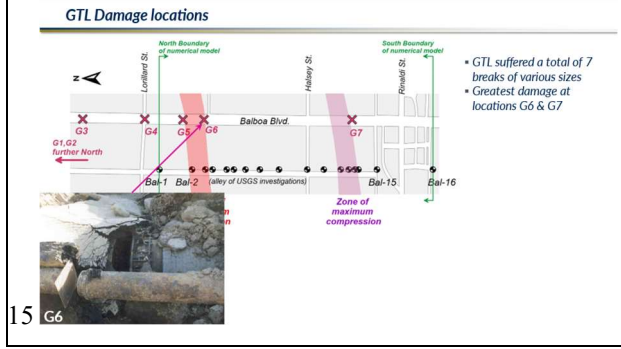 GTL Damage locations
North Boundary
of numerical model
South Boundary
of numerical model
Lorillard St.
Halsey St.
Rinaldi St.
N
▪ GTL suffered a total of 7
breaks of various sizes
▪ Greatest damage at
locations G6 & G7
Balboa Blvd.
G3
G4
G5
G6
G7
G1,G2
further North
Bal-1
Bal-2
(alley of USGS investigations)
Bal-15
Bal-16
Zone of
maximum
compression
15
G6